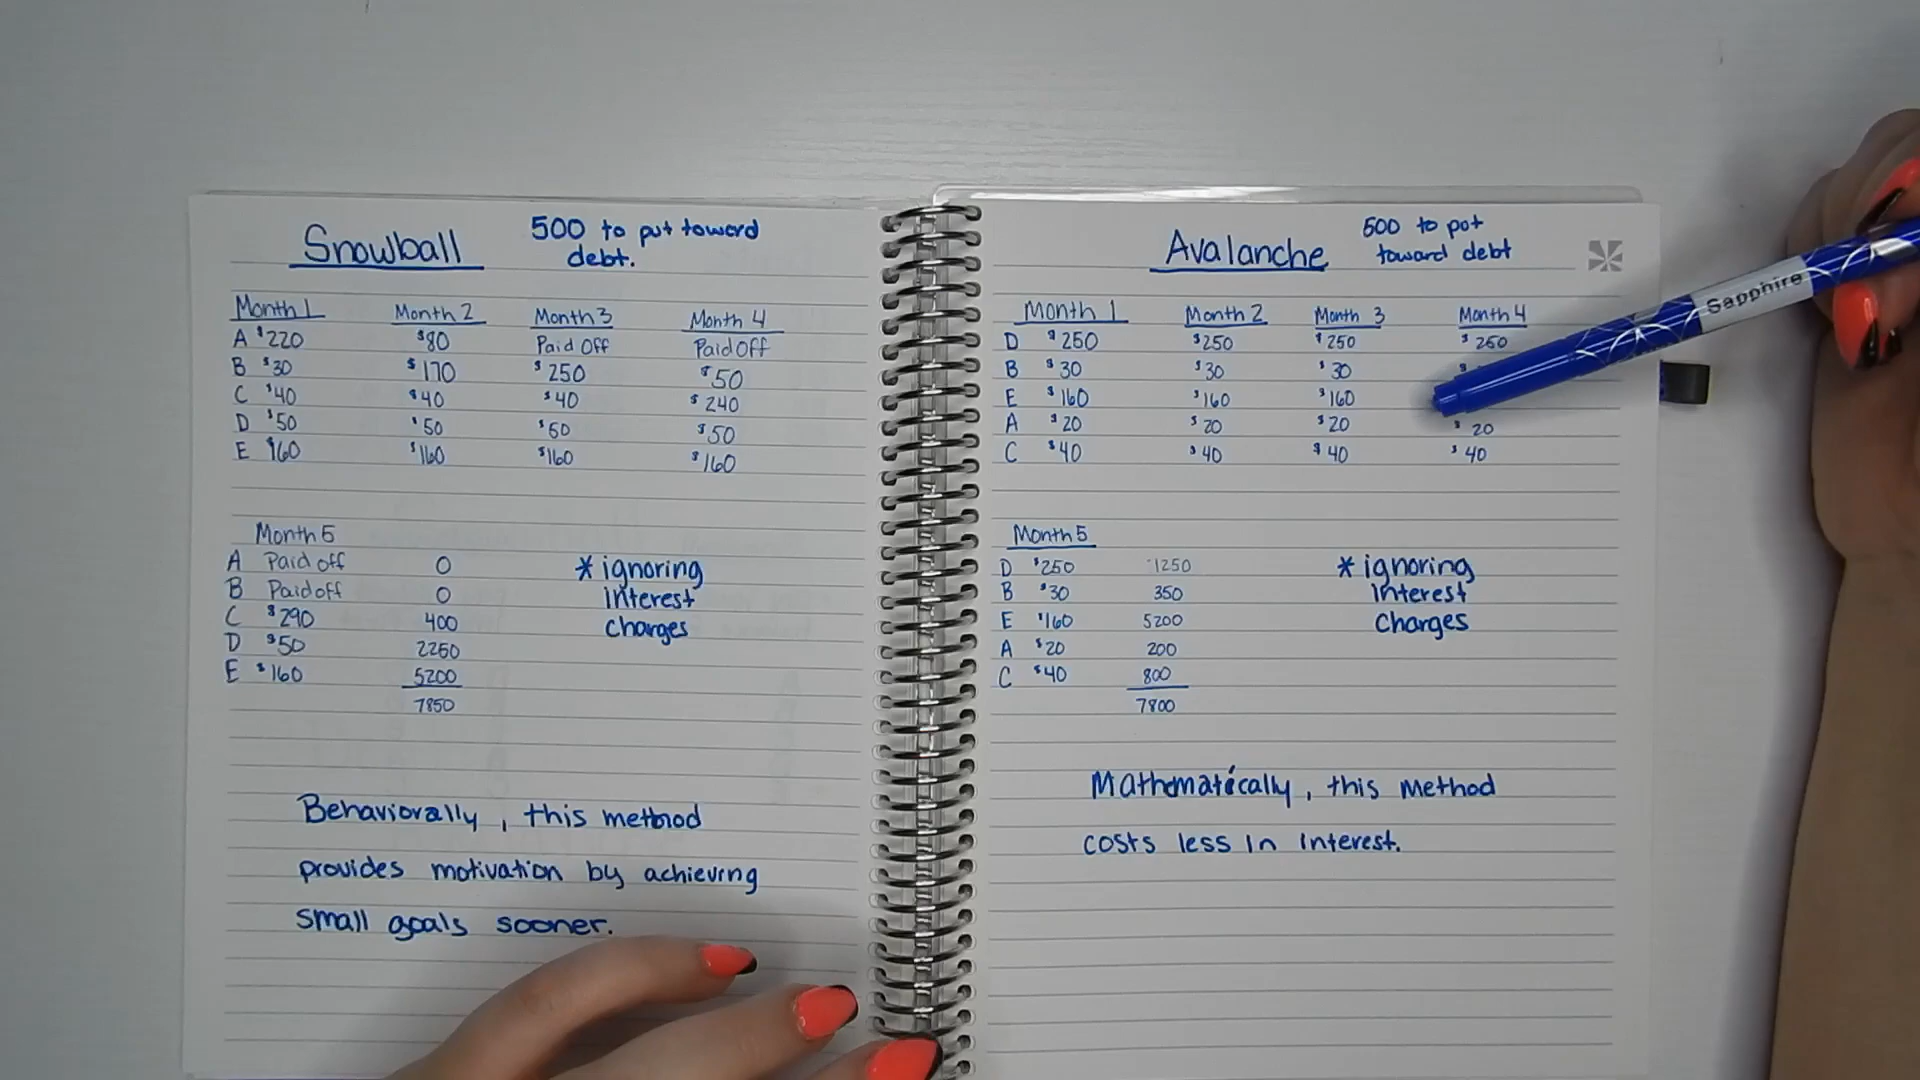 Snowball
500 to put toward
debt.
Month 1 Month 2 Month 3 Month 4
A $220 $80 Paid Off Paid Off
B $30 $170 $250 $50
C $40 $40 $40 $240
D $50 $50 $50 $50
E $160 $160 $160 $160
Month 5
A Paid off 0
B Paid off 0
C $290 400
D $50 2250
E $160 5200
7850
* ignoring
interest
charges
Behaviorally, this method
provides motivation by achieving
small goals sooner.
Avalanche
500 to put
toward debt
Month 1 Month 2 Month 3 Month 4
D $250 $250 $250 $250
B $30 $30 $30 $
E $160 $160 $160
A $20 $20 $20 $20
C $40 $40 $40 $40
Month 5
D $250 1250
B $30 350
E $160 5200
A $20 200
C $40 800
7800
* ignoring
interest
charges
Mathematically, this method
costs less in interest.
Sapphire